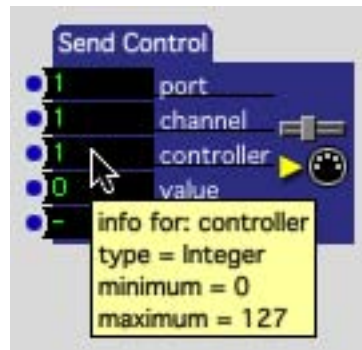 Send Control
1 port
1 channel
1 controller
0 value
-
info for: controller
type = Integer
minimum = 0
maximum = 127